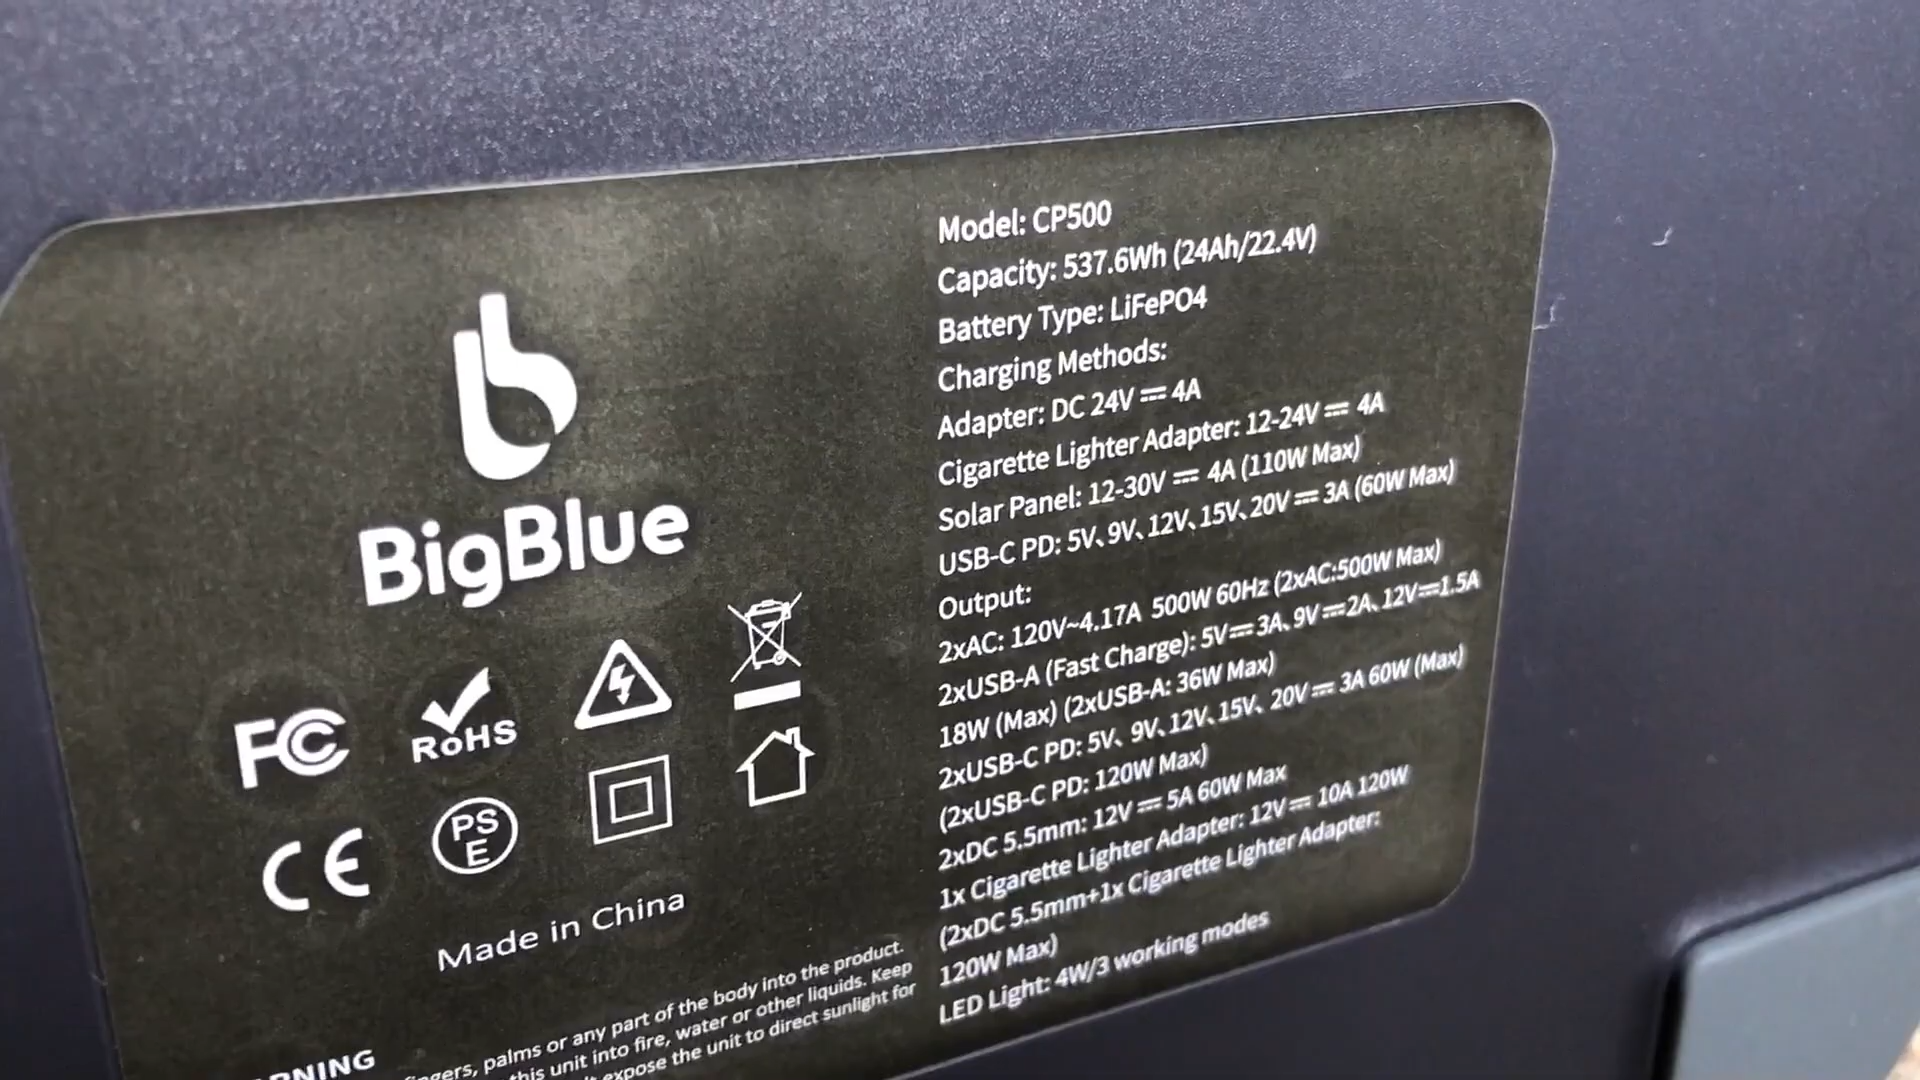 BigBlue
FC
RoHS
CE
PS
E
Made in China
RNING
ngers, palms or any part of the body into the product.
this unit into fire, water or other liquids. Keep
expose the unit to direct sunlight for
Model: CP500
Capacity: 537.6Wh (24Ah/22.4V)
Battery Type: LiFePO4
Charging Methods:
Adapter: DC 24V⎓4A
Cigarette Lighter Adapter: 12-24V⎓ 4A
Solar Panel: 12-30V⎓ 4A (110W Max)
USB-C PD: 5V、9V、12V、15V、20V⎓3A (60W Max)
Output:
2xAC: 120V~4.17A 500W 60Hz (2xAC:500W Max)
2xUSB-A (Fast Charge): 5V⎓3A、9V⎓2A、12V⎓1.5A
18W (Max) (2xUSB-A: 36W Max)
2xUSB-C PD: 5V、9V、12V、15V、20V⎓ 3A 60W (Max)
(2xUSB-C PD: 120W Max)
2xDC 5.5mm: 12V⎓5A 60W Max
1x Cigarette Lighter Adapter: 12V⎓ 10A 120W
(2xDC 5.5mm+1x Cigarette Lighter Adapter:
120W Max)
LED Light: 4W/3 working modes